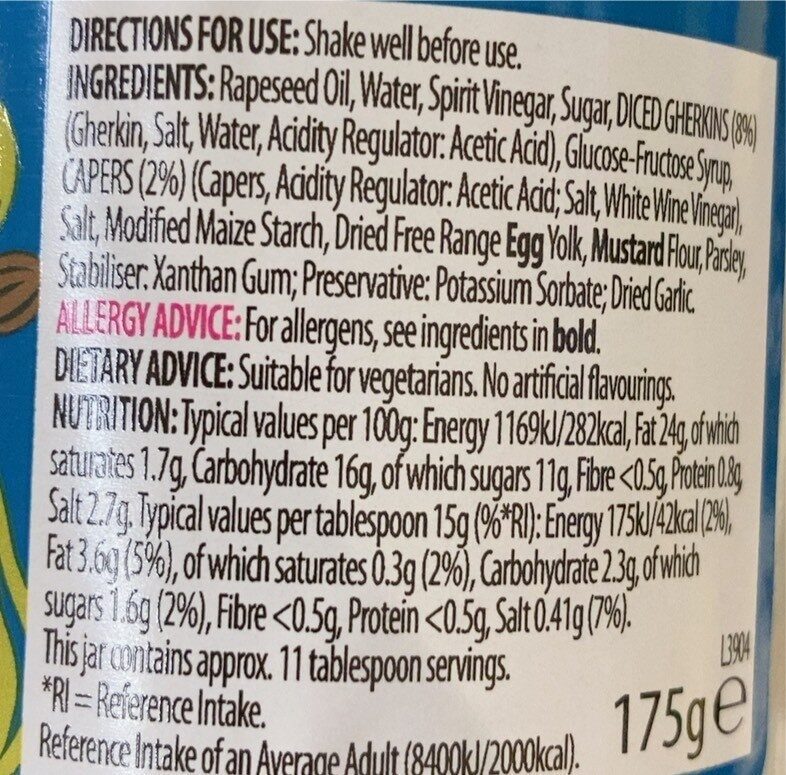 DIRECTIONS FOR USE: Shake well before use.
INGREDIENTS: Rapeseed Oil, Water, Spirit Vinegar, Sugar, DICED GHERKINS (8%)
(Gherkin, Salt, Water, Acidity Regulator: Acetic Acid), Glucose-Fructose Syrup,
CAPERS (2%) (Capers, Acidity Regulator: Acetic Acid; Salt, White Wine Vinegar),
Salt, Modified Maize Starch, Dried Free Range Egg Yolk, Mustard Flour, Parsley,
Stabiliser: Xanthan Gum; Preservative: Potassium Sorbate; Dried Garlic.
ALLERGY ADVICE: For allergens, see ingredients in bold.
DIETARY ADVICE: Suitable for vegetarians. No artificial flavourings.
NUTRITION: Typical values per 100g: Energy 1169kJ/282kcal, Fat 24g, of which
saturates 1.7g, Carbohydrate 16g, of which sugars 11g, Fibre <0.5g, Protein 0.8g,
Salt 2.7g. Typical values per tablespoon 15g (%*RI): Energy 175kJ/42kcal (2%),
Fat 3.6g (5%), of which saturates 0.3g (2%), Carbohydrate 2.3g, of which
sugars 1.6g (2%), Fibre <0.5g, Protein <0.5g, Salt 0.41g (7%).
This jar contains approx. 11 tablespoon servings.
L3904
*RI = Reference Intake.
175g e
Reference Intake of an Average Adult (8400kJ/2000kcal).